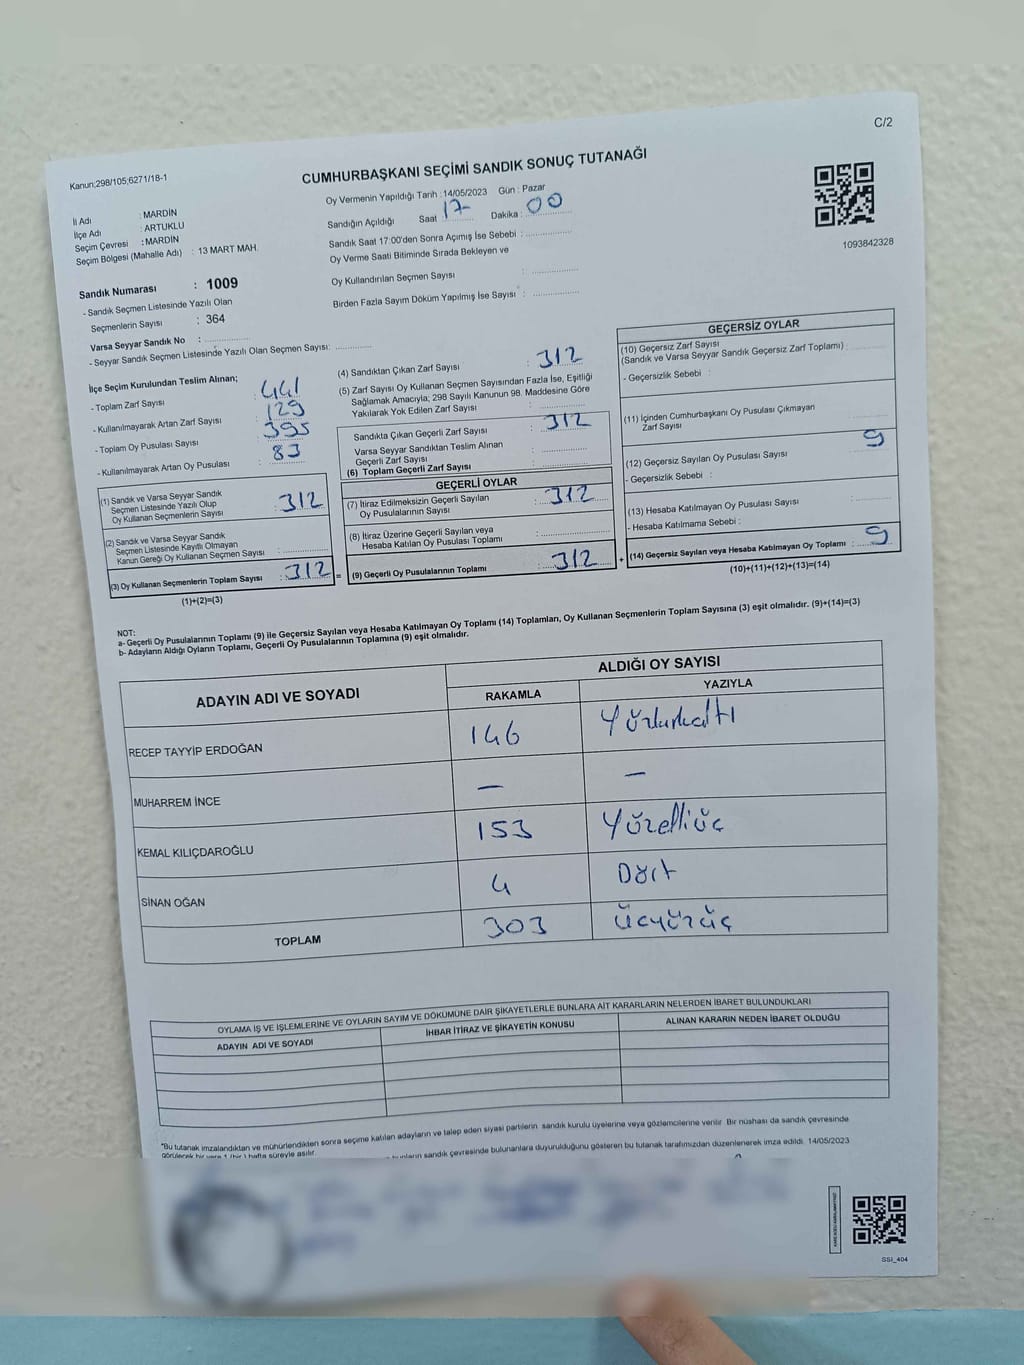 C/2
Kanun;298/105;6271/18-1
CUMHURBAŞKANI SEÇİMİ SANDIK SONUÇ TUTANAĞI
İl Adı : MARDİN
İlçe Adı : ARTUKLU
Seçim Çevresi : MARDİN
Seçim Bölgesi (Mahalle Adı) : 13 MART MAH.
Sandık Numarası : 1009
- Sandık Seçmen Listesinde Yazılı Olan
Seçmenlerin Sayısı : 364
Varsa Seyyar Sandık No :
- Seyyar Sandık Seçmen Listesinde Yazılı Olan Seçmen Sayısı:
Oy Vermenin Yapıldığı Tarih : 14/05/2023 Gün : Pazar
Sandığın Açıldığı Saat 17 Dakika : 00
Sandık Saat 17:00'den Sonra Açımış İse Sebebi :
Oy Verme Saati Bitiminde Sırada Bekleyen ve
Oy Kullandırılan Seçmen Sayısı :
Birden Fazla Sayım Döküm Yapılmış İse Sayısı :
1093842328
İlçe Seçim Kurulundan Teslim Alınan;
- Toplam Zarf Sayısı : 441
- Kullanılmayarak Artan Zarf Sayısı : 129
- Toplam Oy Pusulası Sayısı : 395
- Kullanılmayarak Artan Oy Pusulası : 83
(1) Sandık ve Varsa Seyyar Sandık
Seçmen Listesinde Yazılı Olup
Oy Kullanan Seçmenlerin Sayısı : 312
(2) Sandık ve Varsa Seyyar Sandık
Seçmen Listesinde Kayıtlı Olmayan
Kanun Gereği Oy Kullanan Seçmen Sayısı :
(3) Oy Kullanan Seçmenlerin Toplam Sayısı : 312 =
(1)+(2)=(3)
(4) Sandıktan Çıkan Zarf Sayısı : 312
(5) Zarf Sayısı Oy Kullanan Seçmen Sayısından Fazla İse, Eşitliği
Sağlamak Amacıyla; 298 Sayılı Kanunun 98. Maddesine Göre
Yakılarak Yok Edilen Zarf Sayısı :
Sandıkta Çıkan Geçerli Zarf Sayısı : 312
Varsa Seyyar Sandıktan Teslim Alınan
Geçerli Zarf Sayısı :
(6) Toplam Geçerli Zarf Sayısı :
GEÇERLİ OYLAR
(7) İtiraz Edilmeksizin Geçerli Sayılan
Oy Pusulalarının Sayısı : 312
(8) İtiraz Üzerine Geçerli Sayılan veya
Hesaba Katılan Oy Pusulası Toplamı :
(9) Geçerli Oy Pusulalarının Toplamı : 312 +
GEÇERSİZ OYLAR
(10) Geçersiz Zarf Sayısı
(Sandık ve Varsa Seyyar Sandık Geçersiz Zarf Toplamı) :
- Geçersizlik Sebebi :
(11) İçinden Cumhurbaşkanı Oy Pusulası Çıkmayan
Zarf Sayısı :
(12) Geçersiz Sayılan Oy Pusulası Sayısı : 9
- Geçersizlik Sebebi :
(13) Hesaba Katılmayan Oy Pusulası Sayısı :
- Hesaba Katılmama Sebebi :
(14) Geçersiz Sayılan veya Hesaba Katılmayan Oy Toplamı : 9
(10)+(11)+(12)+(13)=(14)
NOT:
a- Geçerli Oy Pusulalarının Toplamı (9) ile Geçersiz Sayılan veya Hesaba Katılmayan Oy Toplamı (14) Toplamları, Oy Kullanan Seçmenlerin Toplam Sayısına (3) eşit olmalıdır. (9)+(14)=(3)
b- Adayların Aldığı Oyların Toplamı, Geçerli Oy Pusulalarının Toplamına (9) eşit olmalıdır.
ADAYIN ADI VE SOYADI ALDIĞI OY SAYISI
RAKAMLA YAZIYLA
RECEP TAYYİP ERDOĞAN 146 Yüzkırkaltı
MUHARREM İNCE — —
KEMAL KILIÇDAROĞLU 153 Yüzelliüç
SİNAN OĞAN 4 Dört
TOPLAM 303 üçyüzüç
OYLAMA İŞ VE İŞLEMLERİNE VE OYLARIN SAYIM VE DÖKÜMÜNE DAİR ŞİKAYETLERLE BUNLARA AİT KARARLARIN NELERDEN İBARET BULUNDUKLARI
ADAYIN ADI VE SOYADI İHBAR İTİRAZ VE ŞİKAYETİN KONUSU ALINAN KARARIN NEDEN İBARET OLDUĞU
"Bu tutanak imzalandıktan ve mühürlendikten sonra seçime katılan adayların ve talep eden siyasi partilerin sandık kurulu üyelerine veya gözlemcilerine verilir. Bir nüshası da sandık çevresinde
görülecek bir yere 1 (bir) hafta süreyle asılır.
bunların sandık çevresinde bulunanlara duyurulduğunu gösteren bu tutanak tarafımızdan düzenlenerek imza edildi. 14/05/2023
SSI_404